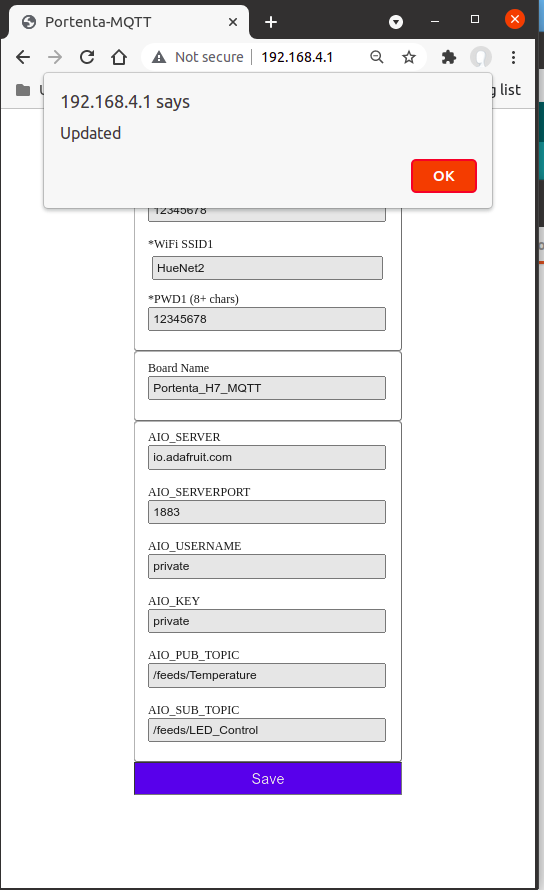 Portenta-MQTT
Not secure
192.168.4.1
g list
192.168.4.1 says
Updated
OK
12345678
*WiFi SSID1
HueNet2
*PWD1 (8+ chars)
12345678
Board Name
Portenta_H7_MQTT
AIO_SERVER
io.adafruit.com
AIO_SERVERPORT
1883
AIO_USERNAME
private
AIO_KEY
private
AIO_PUB_TOPIC
/feeds/Temperature
AIO_SUB_TOPIC
/feeds/LED_Control
Save